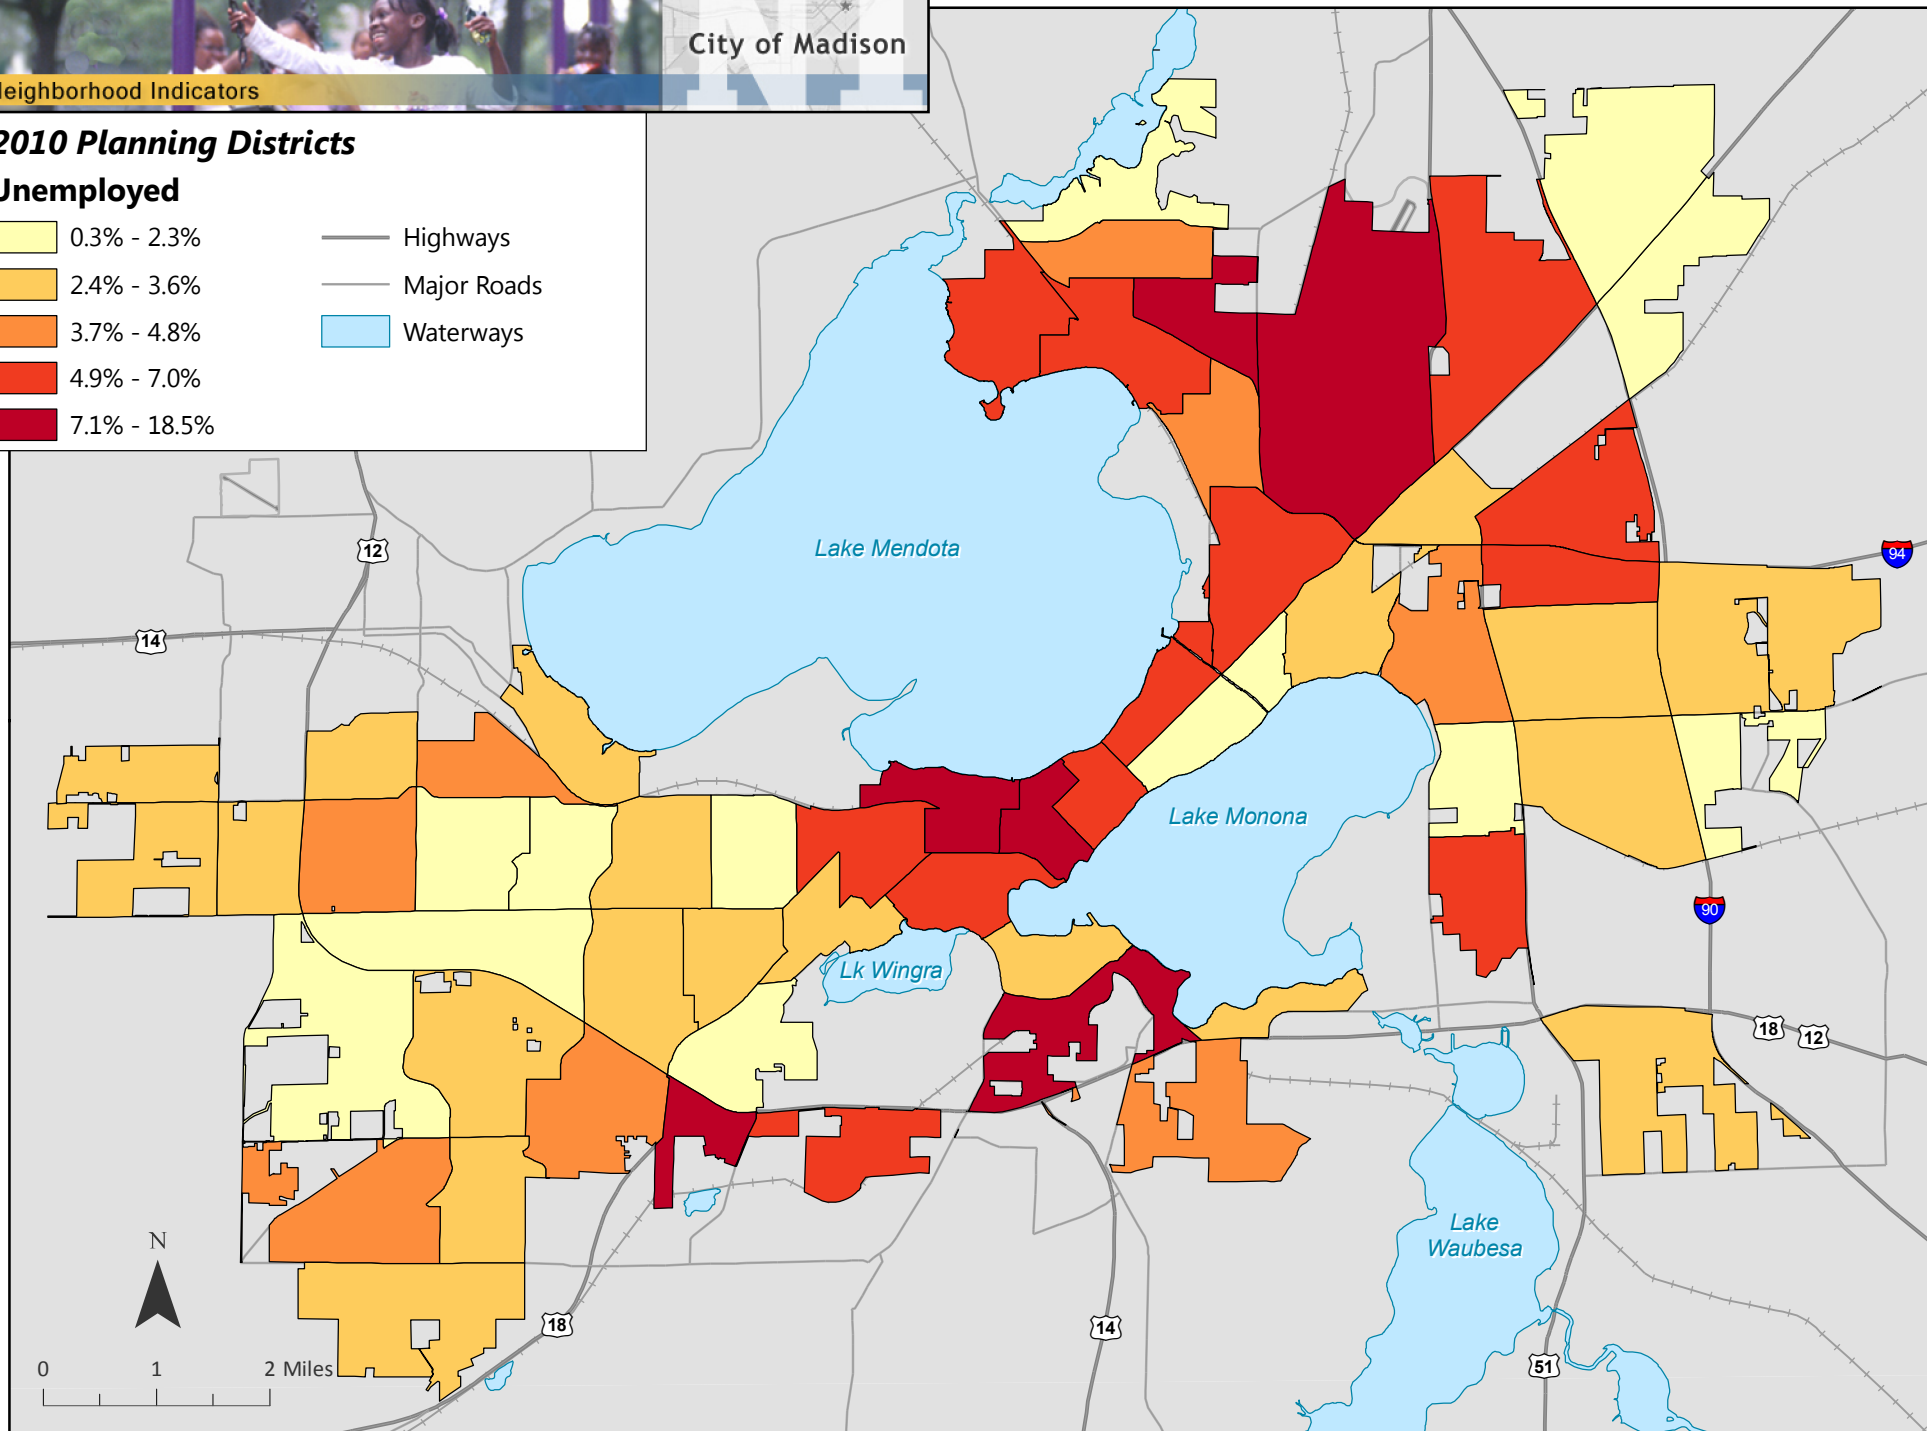 City of Madison
Neighborhood Indicators
2010 Planning Districts
Unemployed
0.3% - 2.3%
2.4% - 3.6%
3.7% - 4.8%
4.9% - 7.0%
7.1% - 18.5%
Highways
Major Roads
Waterways
12
14
Lake Mendota
94
Lake Monona
Lk Wingra
90
18
12
Lake
Waubesa
N
18
14
51
0 1 2 Miles